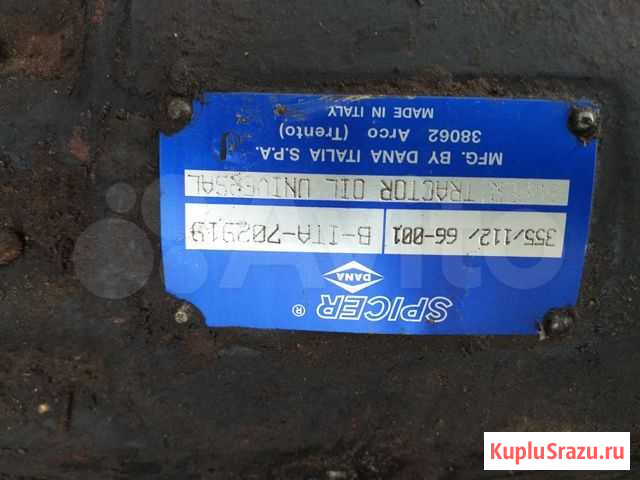 SPICER ®
DANA
355/112/ 66-001 B-ITA-702919
TRACTOR OIL UNIVERSAL
MFG. BY DANA ITALIA S.P.A.
38062 Arco (Trento)
MADE IN ITALY
Avito
KupluSrazu.ru